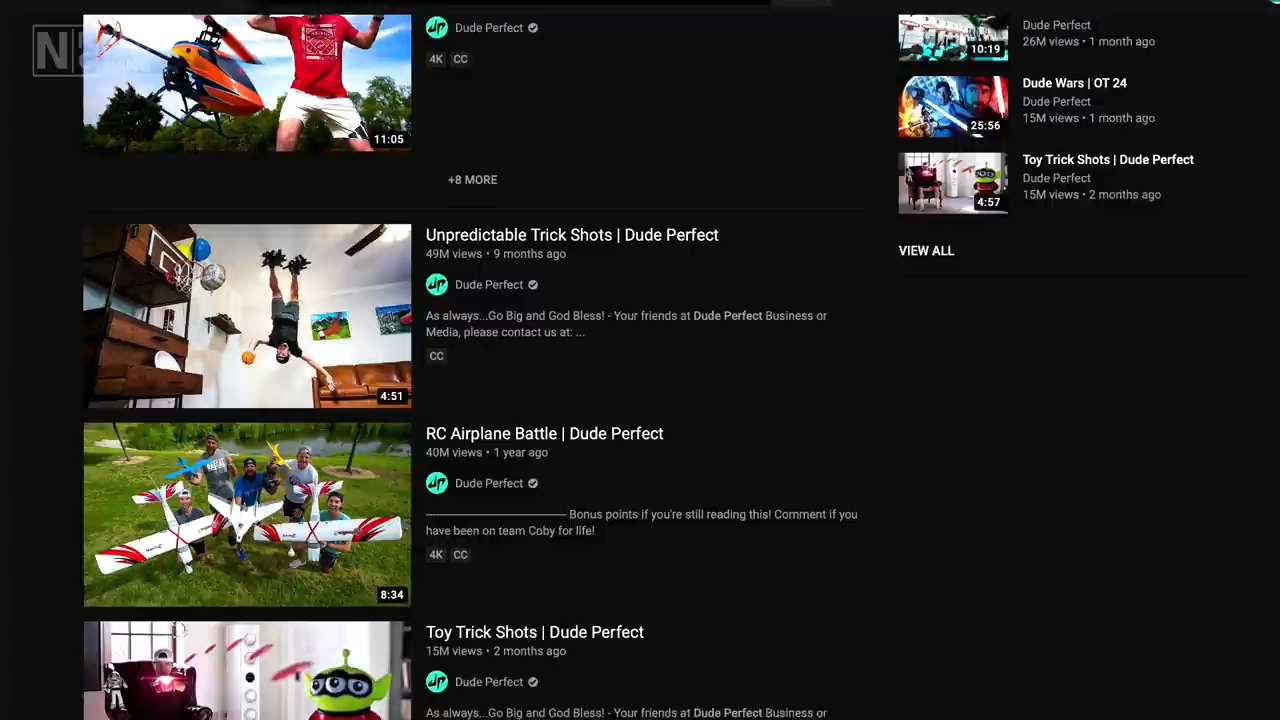 N
11:05
Dude Perfect
4K CC
+8 MORE
Unpredictable Trick Shots | Dude Perfect
49M views • 9 months ago
Dude Perfect
As always...Go Big and God Bless! - Your friends at Dude Perfect Business or
Media, please contact us at: ...
CC
4:51
RC Airplane Battle | Dude Perfect
40M views • 1 year ago
Dude Perfect
---------------------------------------- Bonus points if you're still reading this! Comment if you
have been on team Coby for life!
4K CC
8:34
Toy Trick Shots | Dude Perfect
15M views • 2 months ago
Dude Perfect
As always...Go Big and God Bless! - Your friends at Dude Perfect Business or
10:19
Dude Perfect
26M views • 1 month ago
25:56
Dude Wars | OT 24
Dude Perfect
15M views • 1 month ago
4:57
Toy Trick Shots | Dude Perfect
Dude Perfect
15M views • 2 months ago
VIEW ALL